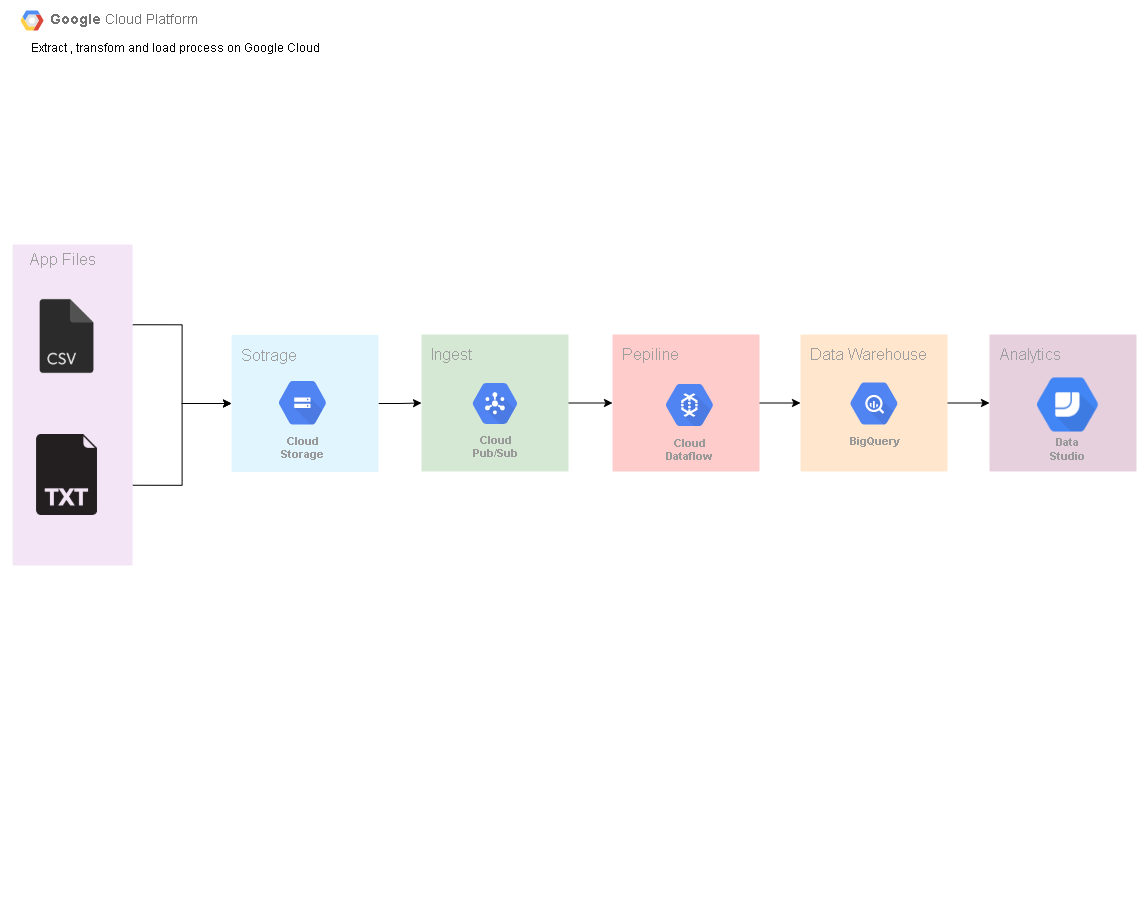 Google Cloud Platform
Extract , transfom and load process on Google Cloud
App Files
CSV
TXT
Sotrage
Cloud
Storage
Ingest
Cloud
Pub/Sub
Pepiline
Cloud
Dataflow
Data Warehouse
BigQuery
Analytics
Data
Studio